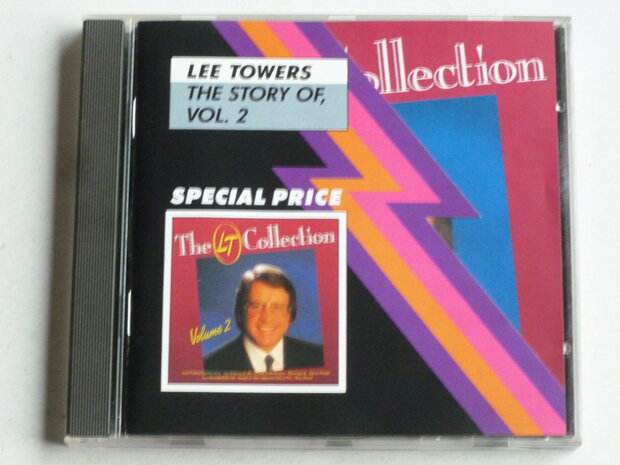 LEE TOWERS
THE STORY OF,
VOL. 2
Collection
SPECIAL PRICE
The LT Collection
Volume 2